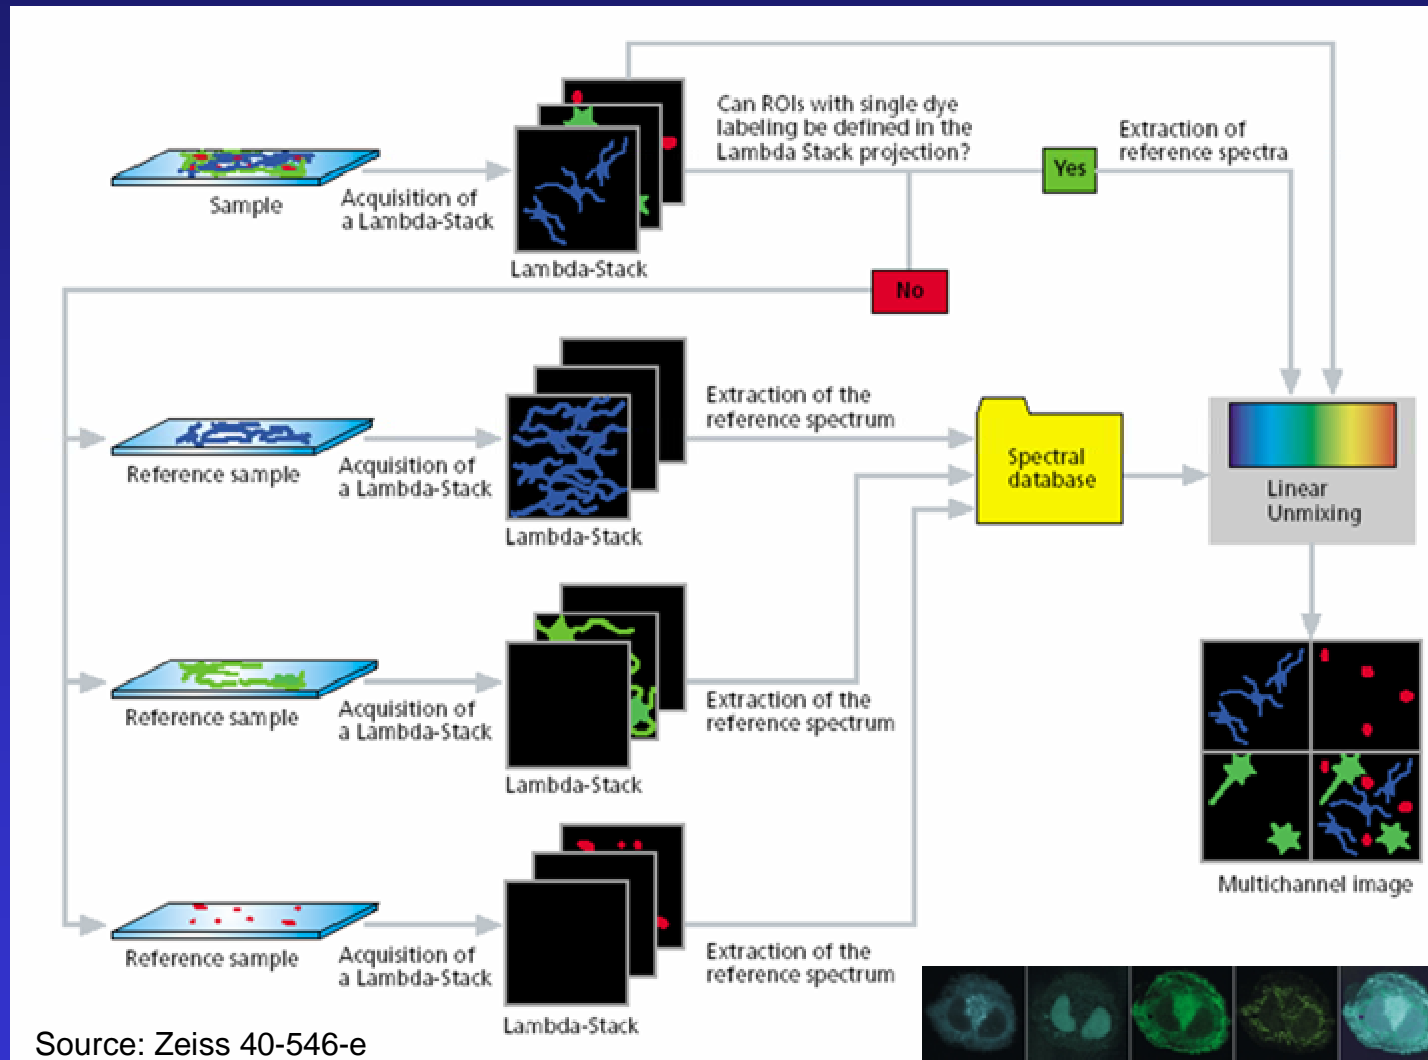 Can ROIs with single dye
labeling be defined in the
Lambda Stack projection?
Extraction of
reference spectra
Yes
Sample
Acquisition of
a Lambda-Stack
Lambda-Stack
No
Reference sample
Acquisition of
a Lambda-Stack
Lambda-Stack
Extraction of the
reference spectrum
Spectral
database
Linear
Unmixing
Reference sample
Acquisition of
a Lambda-Stack
Lambda-Stack
Extraction of the
reference spectrum
Multichannel image
Reference sample
Acquisition of
a Lambda-Stack
Lambda-Stack
Extraction of the
reference spectrum
Source: Zeiss 40-546-e